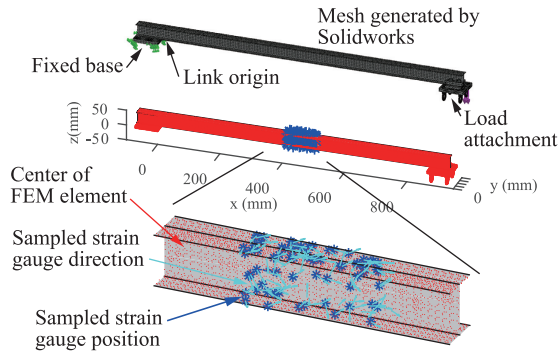 Mesh generated by
Solidworks
Fixed base
Link origin
Load
attachment
z(mm)
50
0
-50
0
200
400
600
800
x (mm)
y (mm)
0
Center of
FEM element
Sampled strain
gauge direction
Sampled strain
gauge position